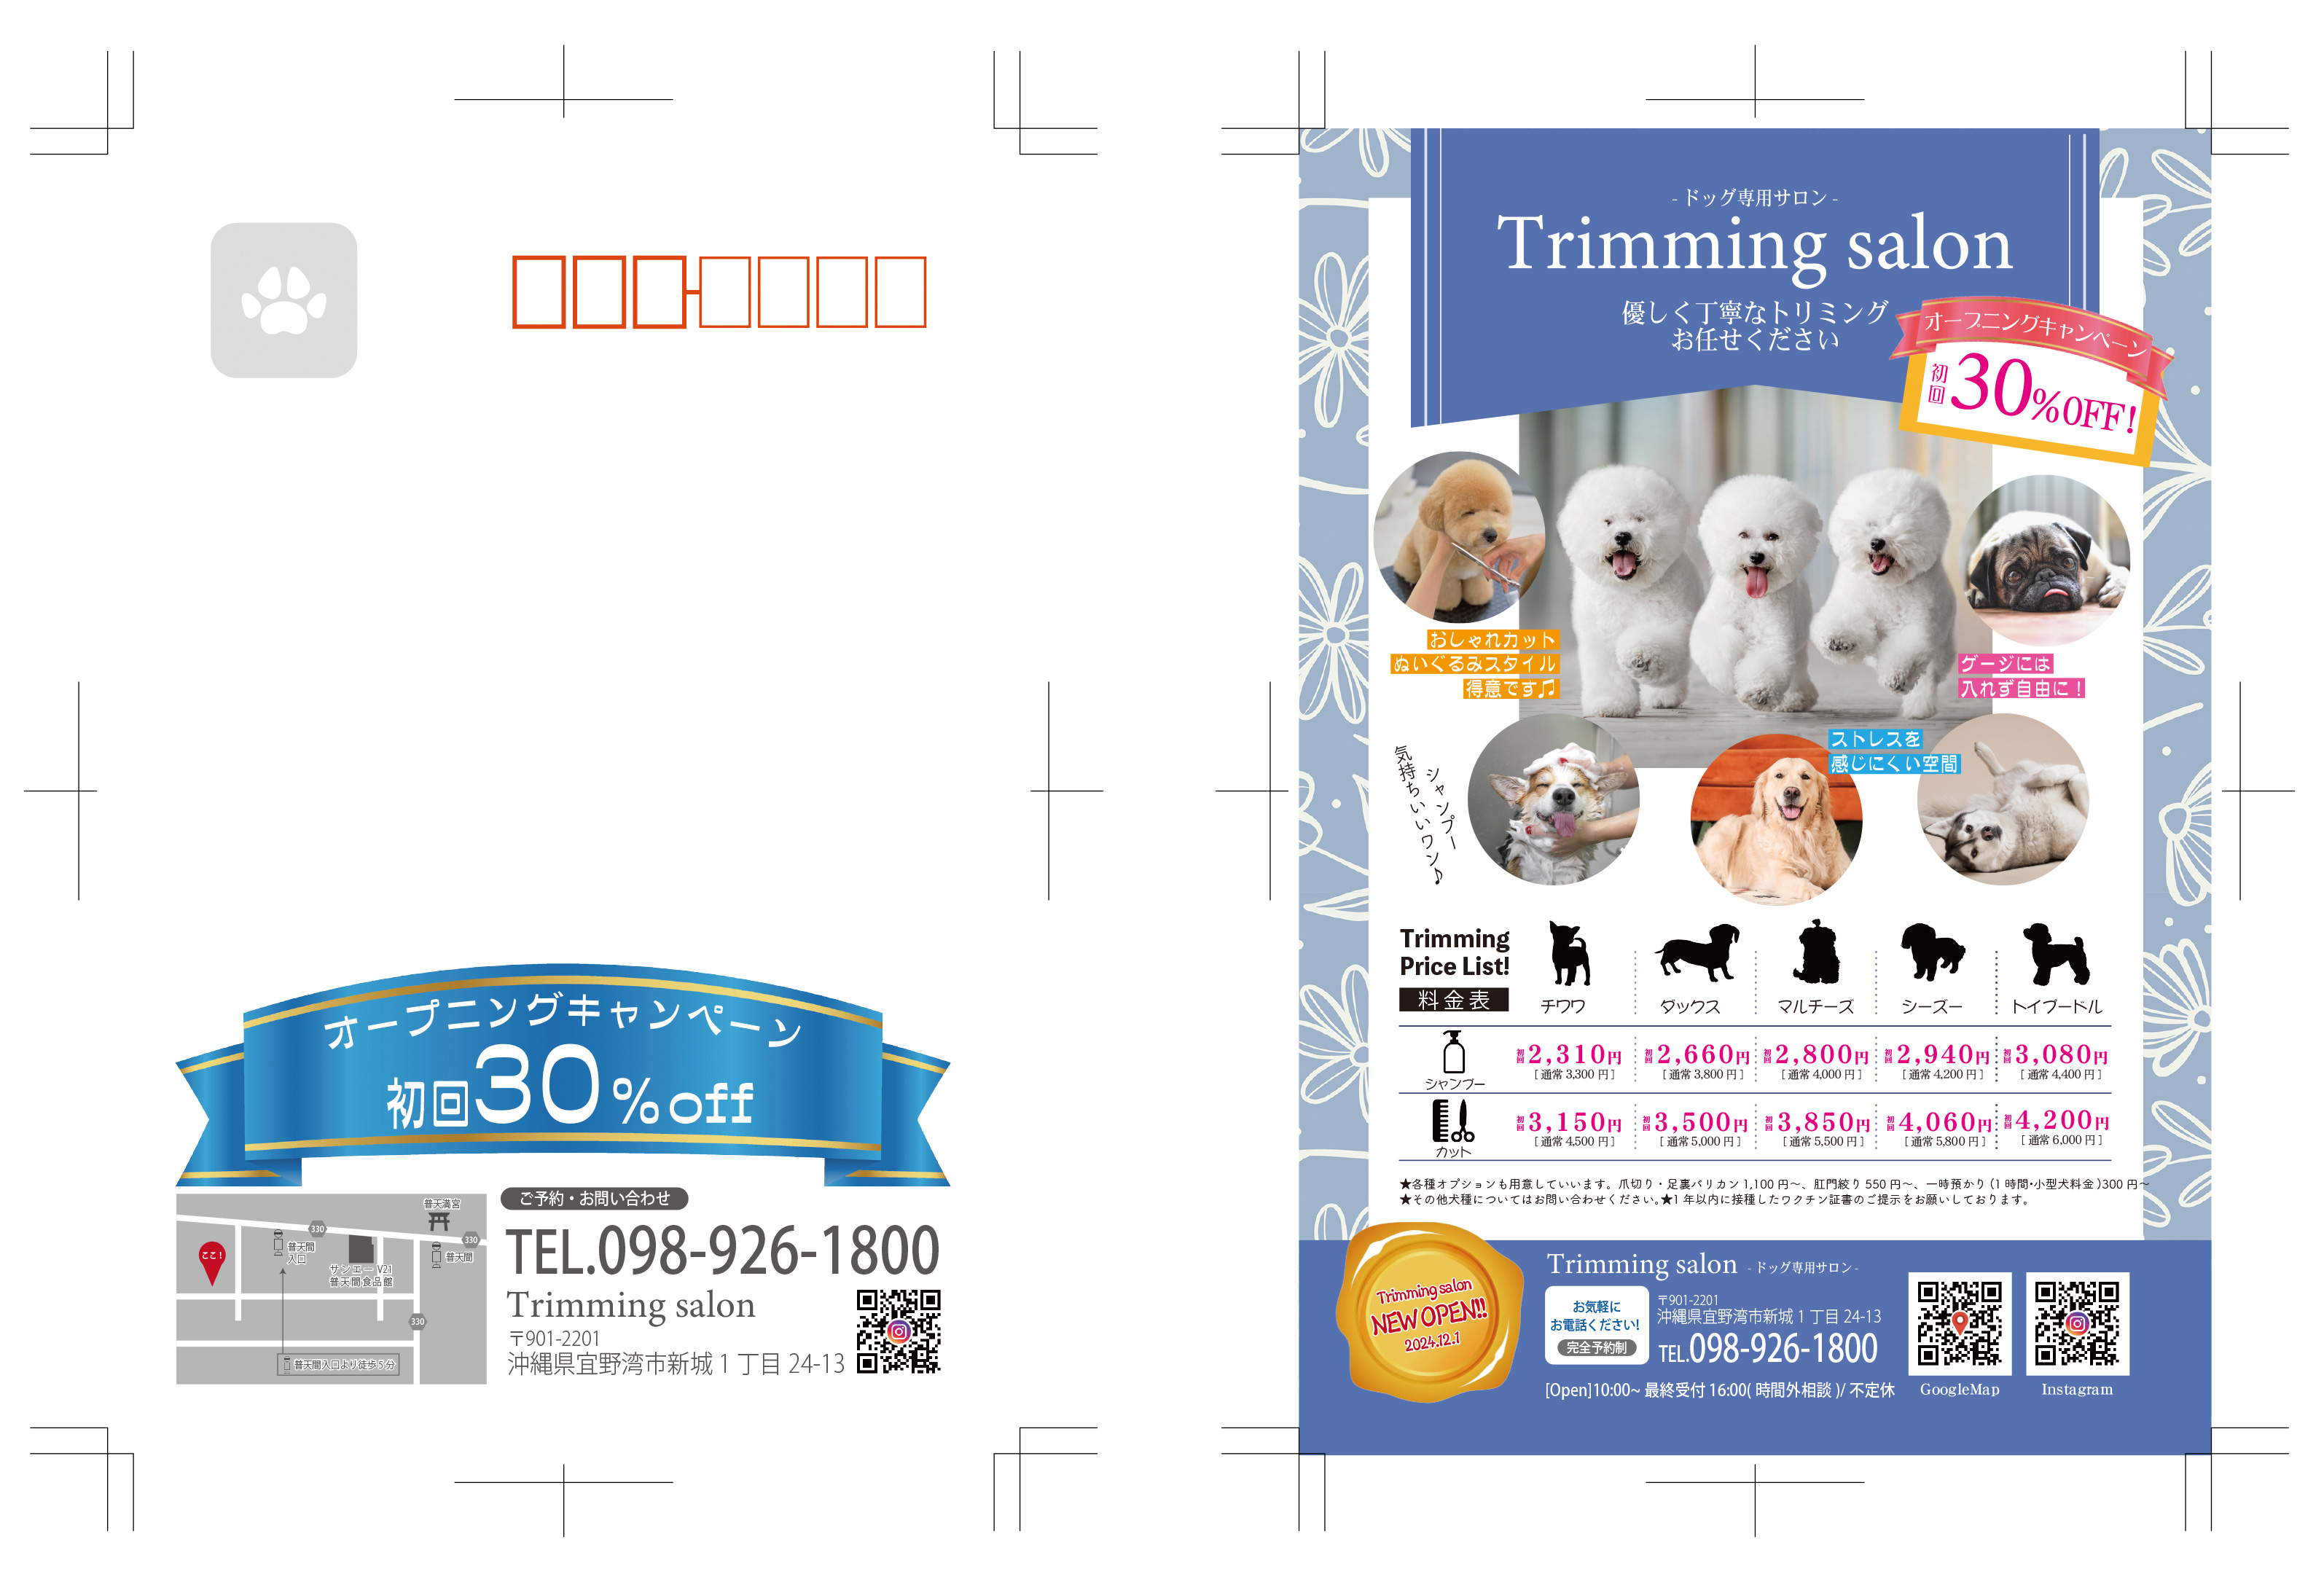 オープニングキャンペーン
初回30%off
普天満宮
330
330
普天間
入口
普天間
ここ!
サンエー V21
普天間食品館
330
普天間入口より徒歩5分
ご予約・お問い合わせ
TEL.098-926-1800
Trimming salon
〒901-2201
沖縄県宜野湾市新城1丁目24-13
- ドッグ専用サロン -
Trimming salon
優しく丁寧なトリミング
お任せください
オープニングキャンペーン
初回30%OFF!
おしゃれカット
ぬいぐるみスタイル
得意です♫
ゲージには
入れず自由に!
ストレスを
感じにくい空間
シャンプー
気持ちいいワン♪
Trimming
Price List!
料金表
チワワ ダックス マルチーズ シーズー トイプードル
シャンプー
初回2,310円 初回2,660円 初回2,800円 初回2,940円 初回3,080円
[通常3,300円] [通常3,800円] [通常4,000円] [通常4,200円] [通常4,400円]
カット
初回3,150円 初回3,500円 初回3,850円 初回4,060円 初回4,200円
[通常4,500円] [通常5,000円] [通常5,500円] [通常5,800円] [通常6,000円]
★各種オプションも用意していいます。爪切り・足裏バリカン1,100円〜、肛門絞り550円〜、一時預かり(1時間・小型犬料金)300円〜
★その他犬種についてはお問い合わせください。★1年以内に接種したワクチン証書のご提示をお願いしております。
Trimming salon
NEW OPEN!!
2024.12.1
Trimming salon - ドッグ専用サロン -
お気軽に
お電話ください!
完全予約制
〒901-2201
沖縄県宜野湾市新城1丁目24-13
TEL.098-926-1800
[Open]10:00~ 最終受付16:00(時間外相談)/不定休
GoogleMap
Instagram